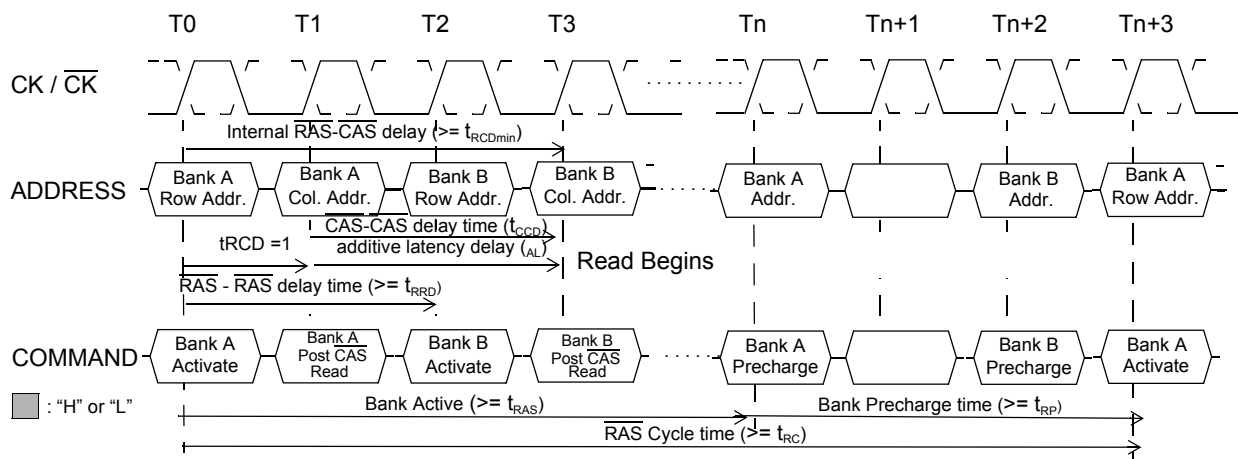 T0 T1 T2 T3 Tn Tn+1 Tn+2 Tn+3
CK / CK
Internal RAS-CAS delay (>= tRCDmin)
ADDRESS
Bank A
Row Addr.
Bank A
Col. Addr.
Bank B
Row Addr.
Bank B
Col. Addr.
Bank A
Addr.
Bank B
Addr.
Bank A
Row Addr.
CAS-CAS delay time (tCCD)
tRCD =1
additive latency delay (AL)
Read Begins
RAS - RAS delay time (>= tRRD)
COMMAND
Bank A
Activate
Bank A
Post CAS
Read
Bank B
Activate
Bank B
Post CAS
Read
Bank A
Precharge
Bank B
Precharge
Bank A
Activate
: “H” or “L”
Bank Active (>= tRAS)
Bank Precharge time (>= tRP)
RAS Cycle time (>= tRC)